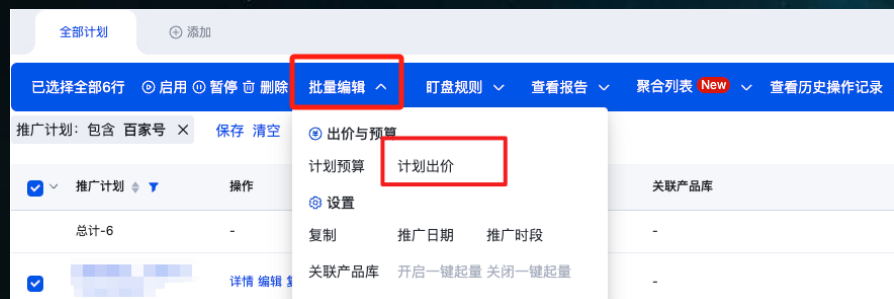 全部计划 添加
已选择全部6行 启用 暂停 删除 批量编辑 盯盘规则 查看报告 聚合列表 New 查看历史操作记录
推广计划: 包含 百家号 × 保存 清空
出价与预算
计划预算 计划出价
推广计划 操作 关联产品库
设置
总计-6 - 复制 推广日期 推广时段 -
关联产品库 开启一键起量 关闭一键起量
详情 编辑 -